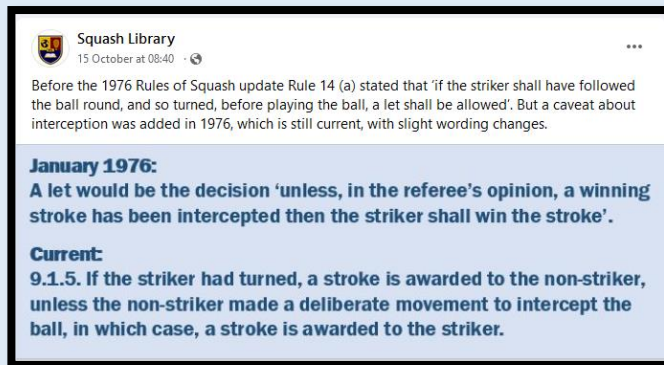 Squash Library
15 October at 08:40 ·
Before the 1976 Rules of Squash update Rule 14 (a) stated that 'if the striker shall have followed
the ball round, and so turned, before playing the ball, a let shall be allowed'. But a caveat about
interception was added in 1976, which is still current, with slight wording changes.
January 1976:
A let would be the decision 'unless, in the referee's opinion, a winning
stroke has been intercepted then the striker shall win the stroke'.
Current:
9.1.5. If the striker had turned, a stroke is awarded to the non-striker,
unless the non-striker made a deliberate movement to intercept the
ball, in which case, a stroke is awarded to the striker.